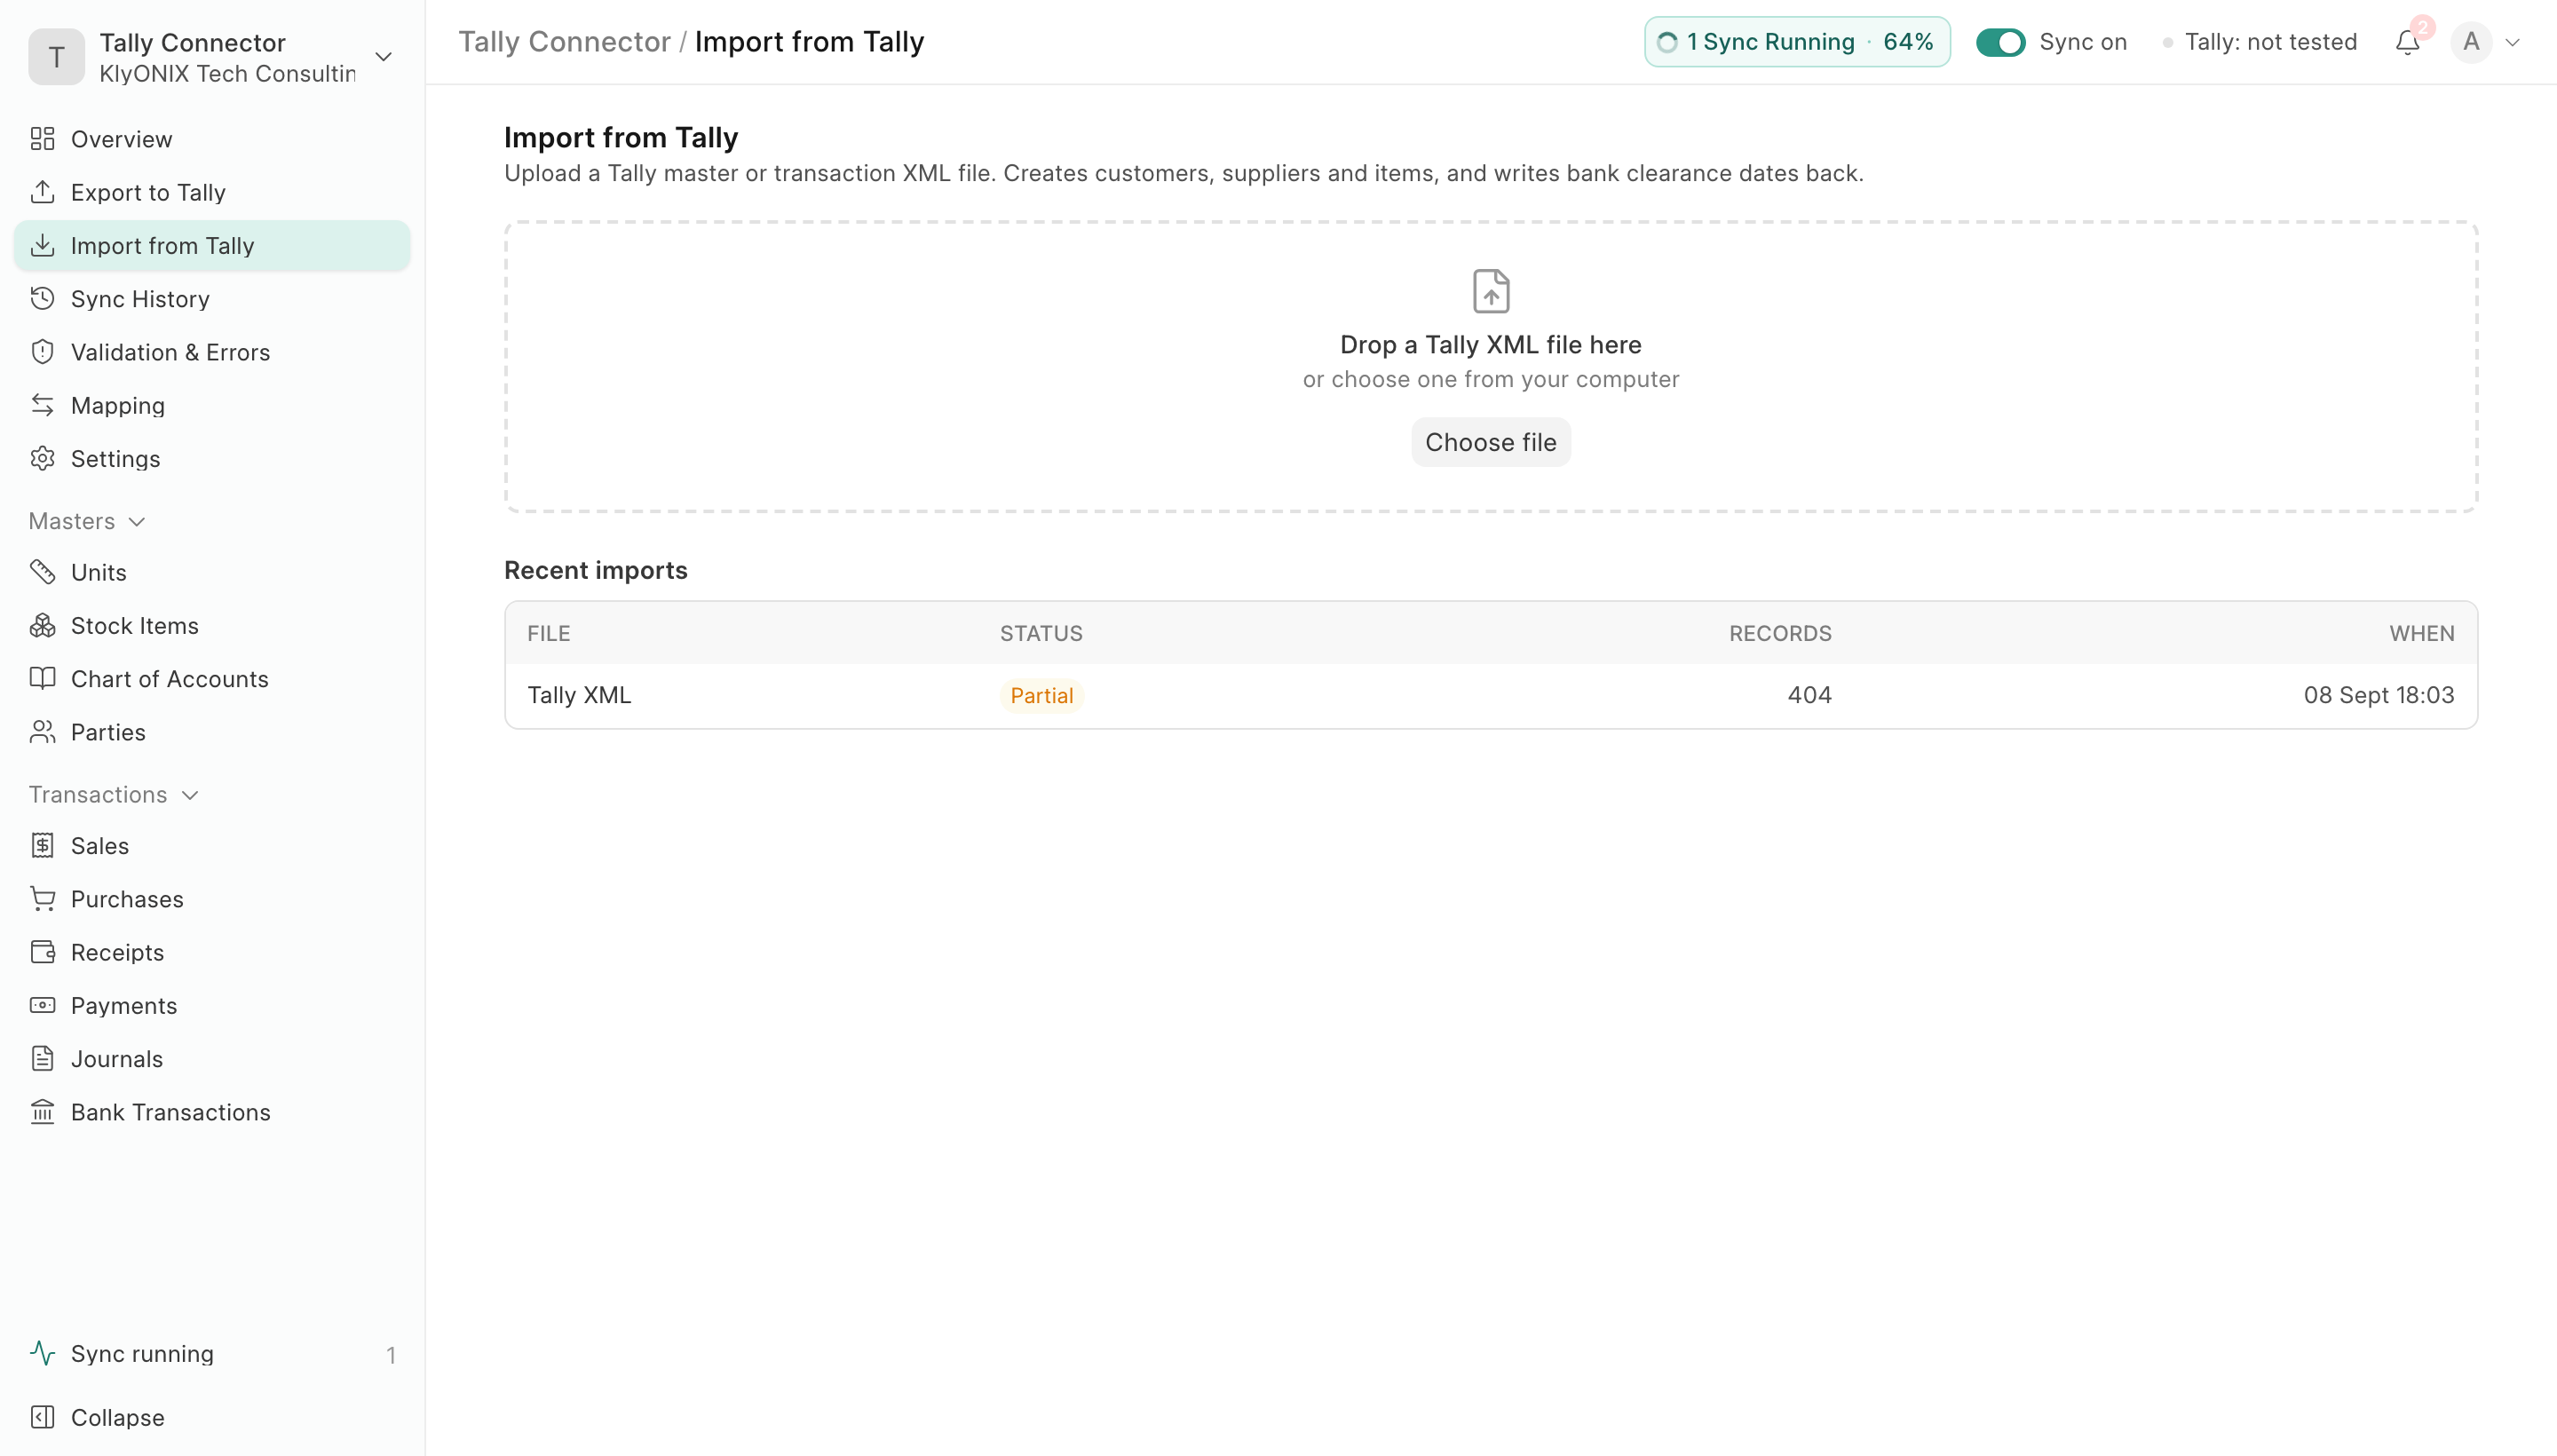 T
Tally Connector
KlyONIX Tech Consultin
Overview
Export to Tally
Import from Tally
Sync History
Validation & Errors
Mapping
Settings
Masters
Units
Stock Items
Chart of Accounts
Parties
Transactions
Sales
Purchases
Receipts
Payments
Journals
Bank Transactions
Sync running 1
Collapse
Tally Connector / Import from Tally
1 Sync Running · 64%
Sync on
Tally: not tested
2
A
Import from Tally
Upload a Tally master or transaction XML file. Creates customers, suppliers and items, and writes bank clearance dates back.
Drop a Tally XML file here
or choose one from your computer
Choose file
Recent imports
FILE STATUS RECORDS WHEN
Tally XML Partial 404 08 Sept 18:03